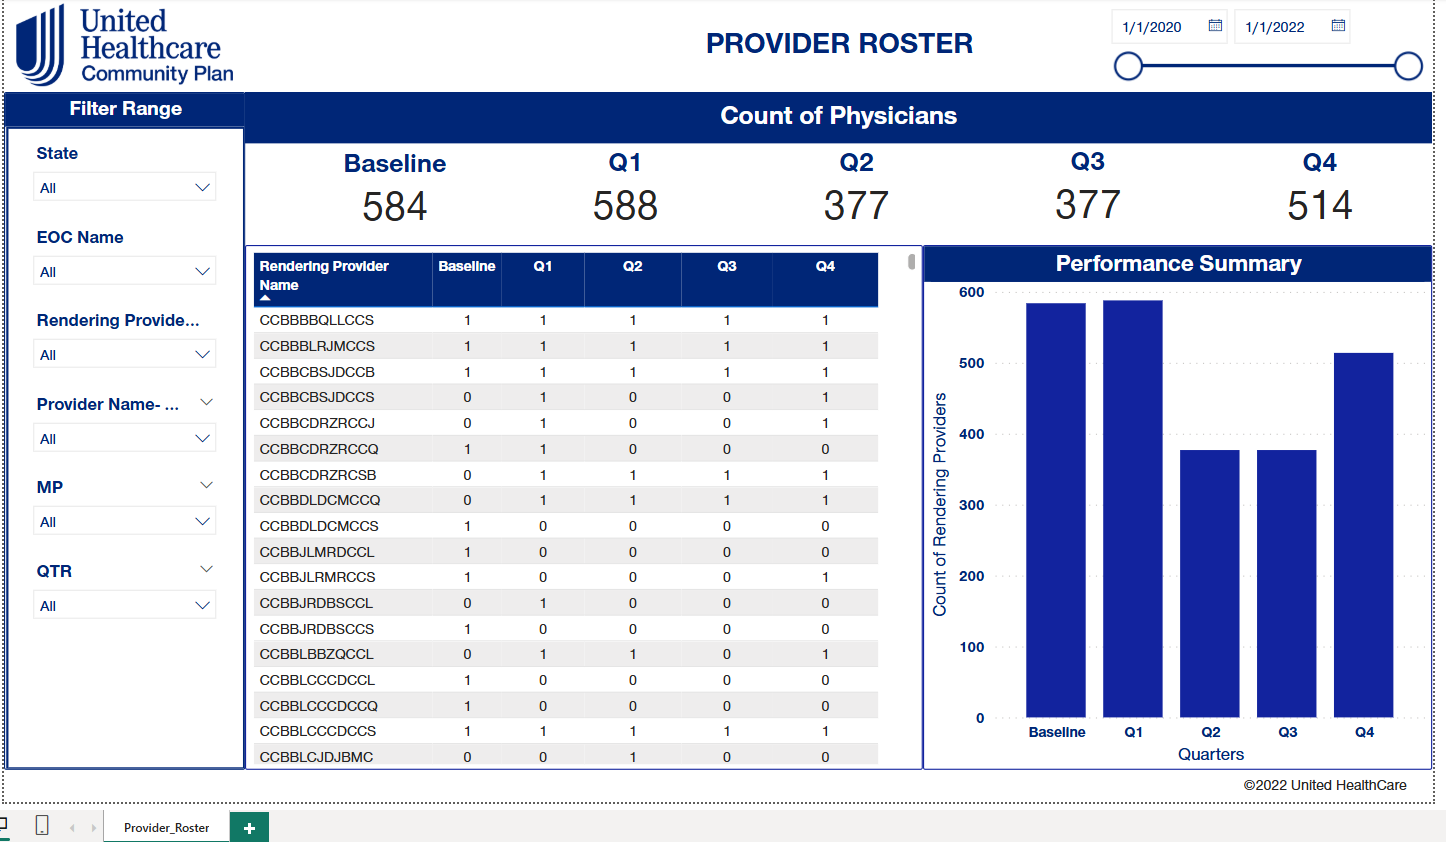 United
Healthcare
Community Plan
PROVIDER ROSTER
1/1/2020
1/1/2022
Filter Range
State
All
EOC Name
All
Rendering Provide...
All
Provider Name- ...
All
MP
All
QTR
All
Count of Physicians
Baseline Q1 Q2 Q3 Q4
584 588 377 377 514
Rendering Provider Name Baseline Q1 Q2 Q3 Q4
CCBBBBQLLCCS 1 1 1 1 1
CCBBBLRJMCCS 1 1 1 1 1
CCBBCBSJDCCB 1 1 1 1 1
CCBBCBSJDCCS 0 1 0 0 1
CCBBCDRZRCCJ 0 1 0 0 1
CCBBCDRZRCCQ 1 1 0 0 0
CCBBCDRZRCSB 0 1 1 1 1
CCBBDLDCMCCQ 0 1 1 1 1
CCBBDLDCMCCS 1 0 0 0 0
CCBBJLMRDCCL 1 0 0 0 0
CCBBJLRMRCCS 1 0 0 0 1
CCBBJRDBSCCL 0 1 0 0 0
CCBBJRDBSCCS 1 0 0 0 0
CCBBLBBZQCCL 0 1 1 0 1
CCBBLCCCDCCL 1 0 0 0 0
CCBBLCCCDCCQ 1 0 0 0 0
CCBBLCCCDCCS 1 1 1 1 1
CCBBLCJDJBMC 0 0 1 0 0
Performance Summary
Count of Rendering Providers
600
500
400
300
200
100
0
Baseline Q1 Q2 Q3 Q4
Quarters
©2022 United HealthCare
Provider_Roster
+